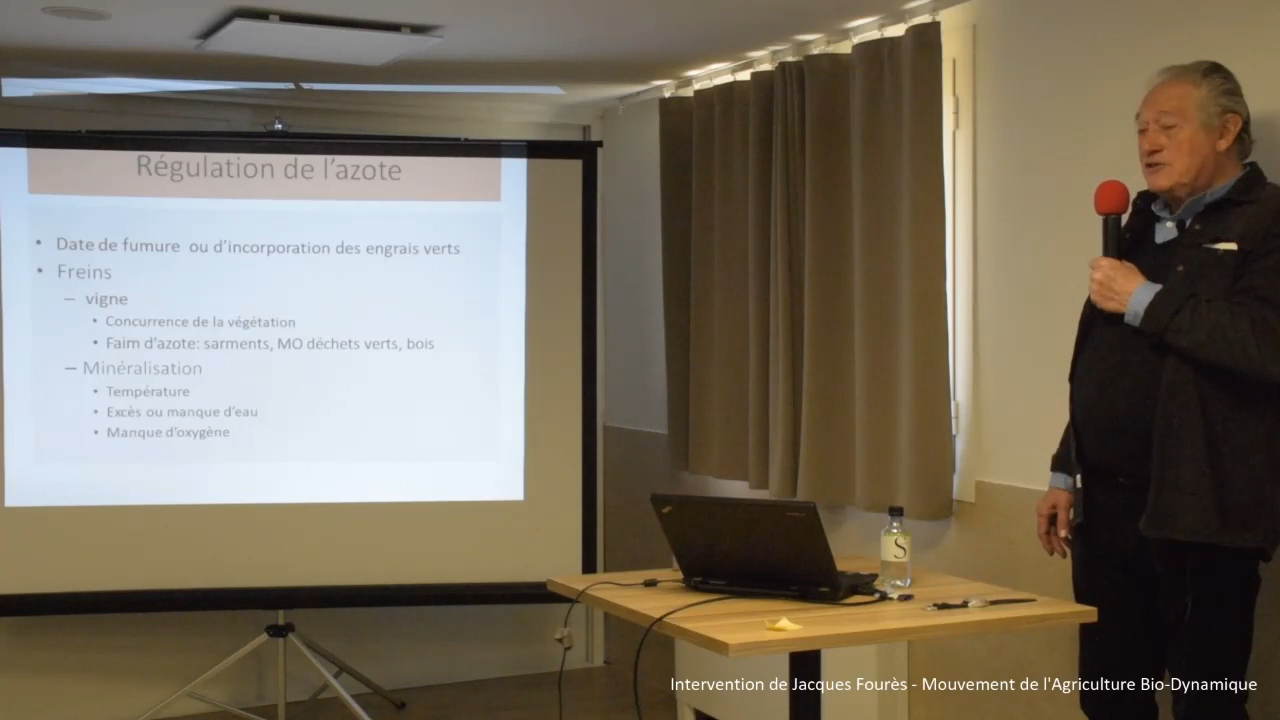 Régulation de l'azote
• Date de fumure ou d'incorporation des engrais verts
• Freins
– vigne
• Concurrence de la végétation
• Faim d'azote: sarments, MO déchets verts, bois
– Minéralisation
• Température
• Excès ou manque d'eau
• Manque d'oxygène
S
Intervention de Jacques Fourès - Mouvement de l'Agriculture Bio-Dynamique